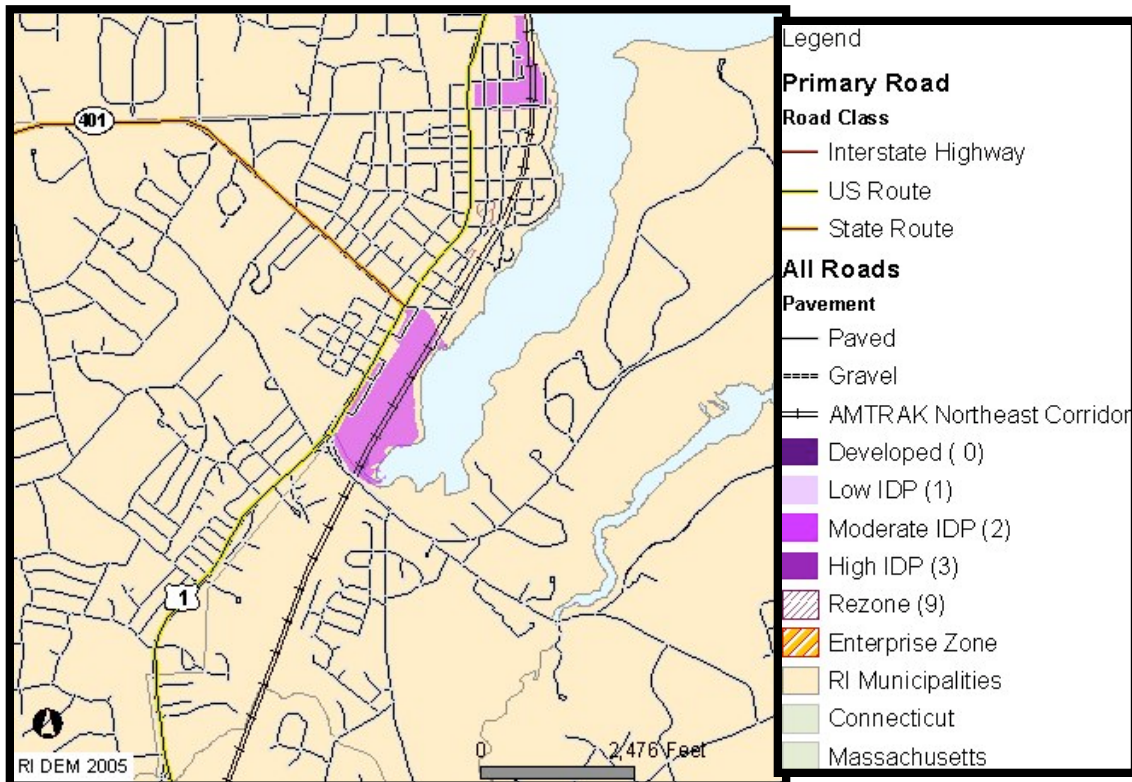 401
1
RI DEM 2005
0 2,476 Feet
Legend
Primary Road
Road Class
Interstate Highway
US Route
State Route
All Roads
Pavement
Paved
Gravel
AMTRAK Northeast Corridor
Developed ( 0)
Low IDP (1)
Moderate IDP (2)
High IDP (3)
Rezone (9)
Enterprise Zone
RI Municipalities
Connecticut
Massachusetts